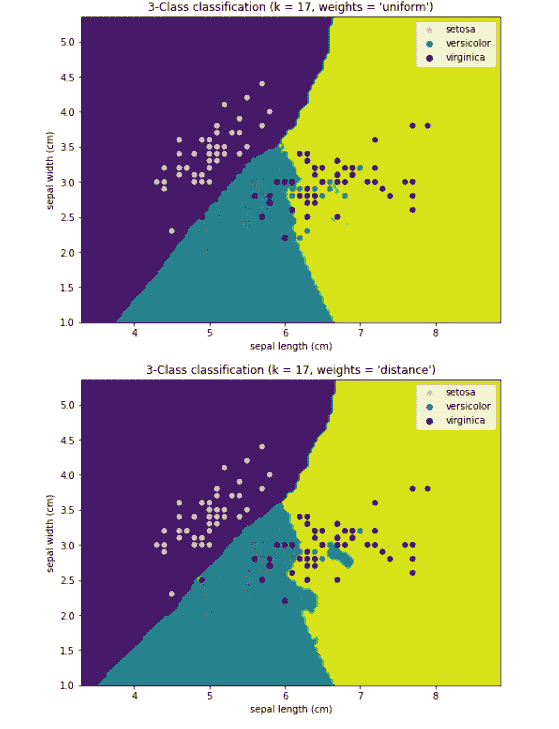 3-Class classification (k = 17, weights = 'uniform')
setosa
versicolor
virginica
5.0
4.5
4.0
3.5
3.0
2.5
2.0
1.5
1.0
sepal width (cm)
4 5 6 7 8
sepal length (cm)
3-Class classification (k = 17, weights = 'distance')
setosa
versicolor
virginica
5.0
4.5
4.0
3.5
3.0
2.5
2.0
1.5
1.0
sepal width (cm)
4 5 6 7 8
sepal length (cm)